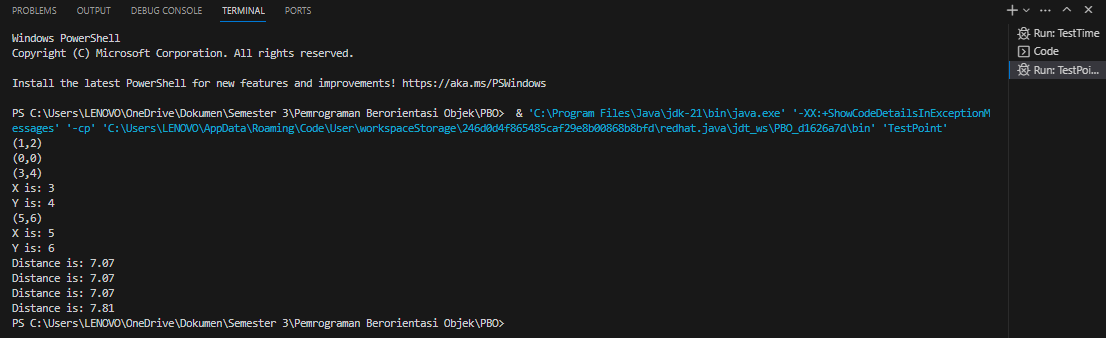 PROBLEMS OUTPUT DEBUG CONSOLE TERMINAL PORTS
Windows PowerShell
Copyright (C) Microsoft Corporation. All rights reserved.
Install the latest PowerShell for new features and improvements! https://aka.ms/PSWindows
PS C:\Users\LENOVO\OneDrive\Dokumen\Semester 3\Pemrograman Berorientasi Objek\PBO>  & 'C:\Program Files\Java\jdk-21\bin\java.exe' '-XX:+ShowCodeDetailsInExceptionM
essages' '-cp' 'C:\Users\LENOVO\AppData\Roaming\Code\User\workspaceStorage\246d0d4f865485caf29e8b00868b8bfd\redhat.java\jdt_ws\PBO_d1626a7d\bin' 'TestPoint'
(1,2)
(0,0)
(3,4)
X is: 3
Y is: 4
(5,6)
X is: 5
Y is: 6
Distance is: 7.07
Distance is: 7.07
Distance is: 7.07
Distance is: 7.81
PS C:\Users\LENOVO\OneDrive\Dokumen\Semester 3\Pemrograman Berorientasi Objek\PBO>
Run: TestTime
Code
Run: TestPoi...